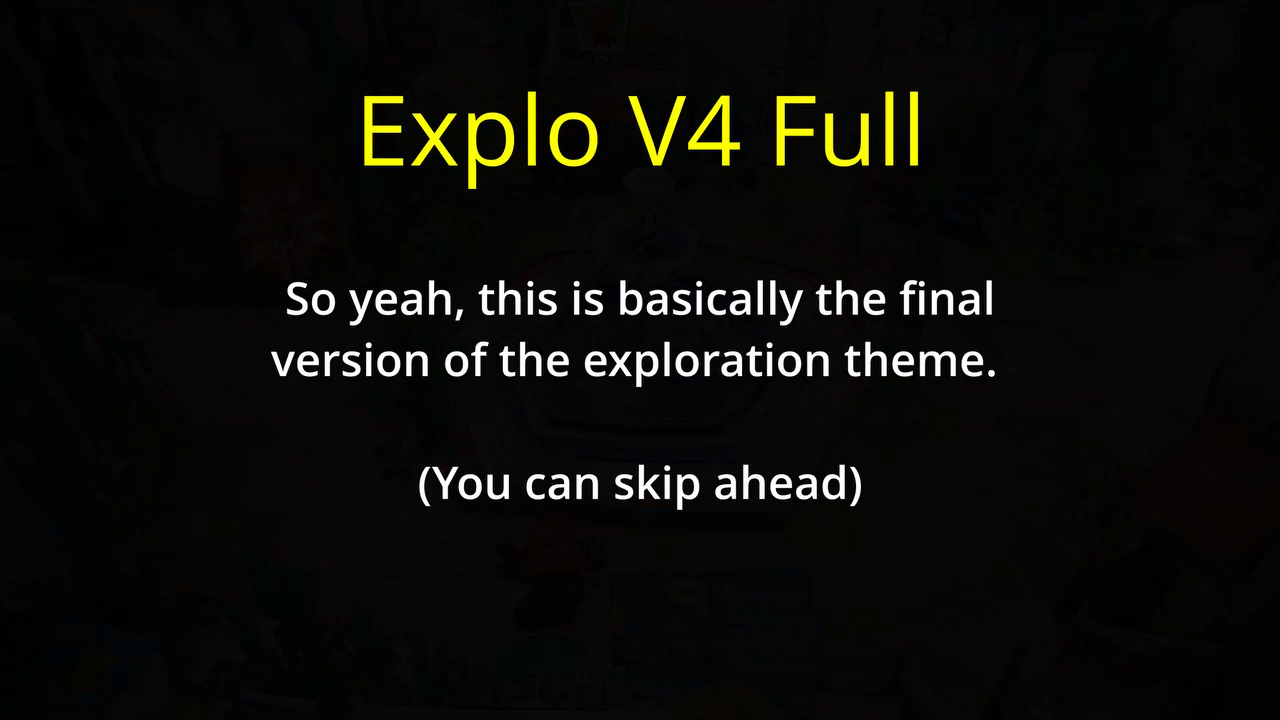 Explo V4 Full
So yeah, this is basically the final
version of the exploration theme.
(You can skip ahead)